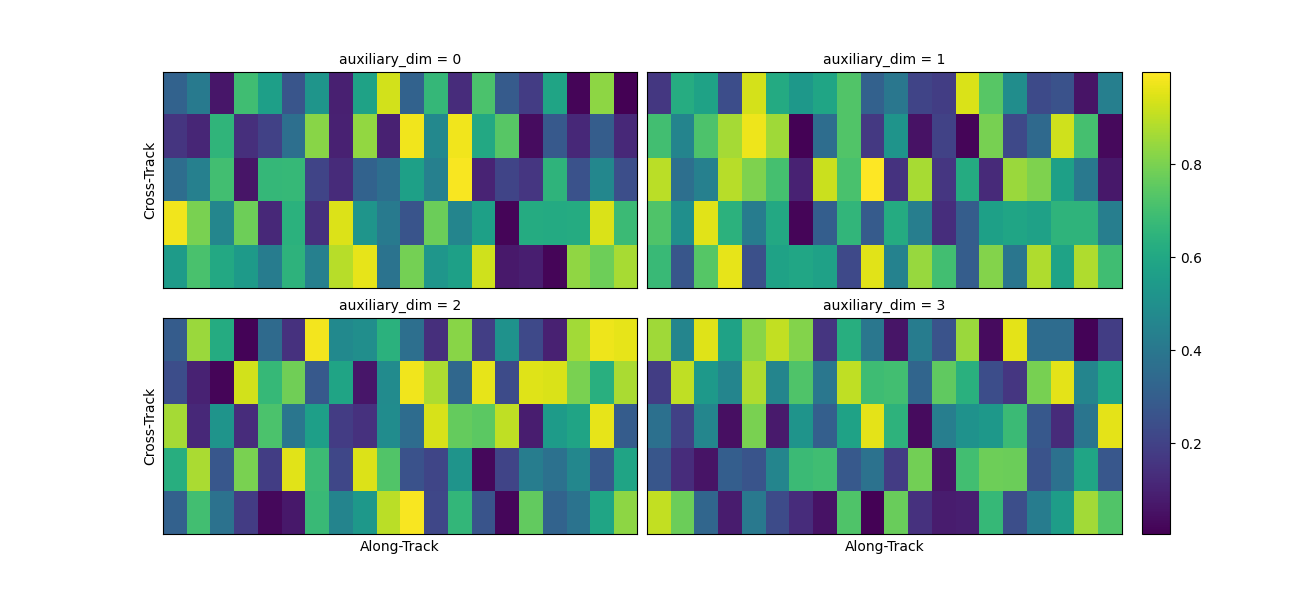 auxiliary_dim = 0
auxiliary_dim = 1
Cross-Track
0.8
0.6
auxiliary_dim = 2
auxiliary_dim = 3
Cross-Track
0.4
0.2
Along-Track
Along-Track